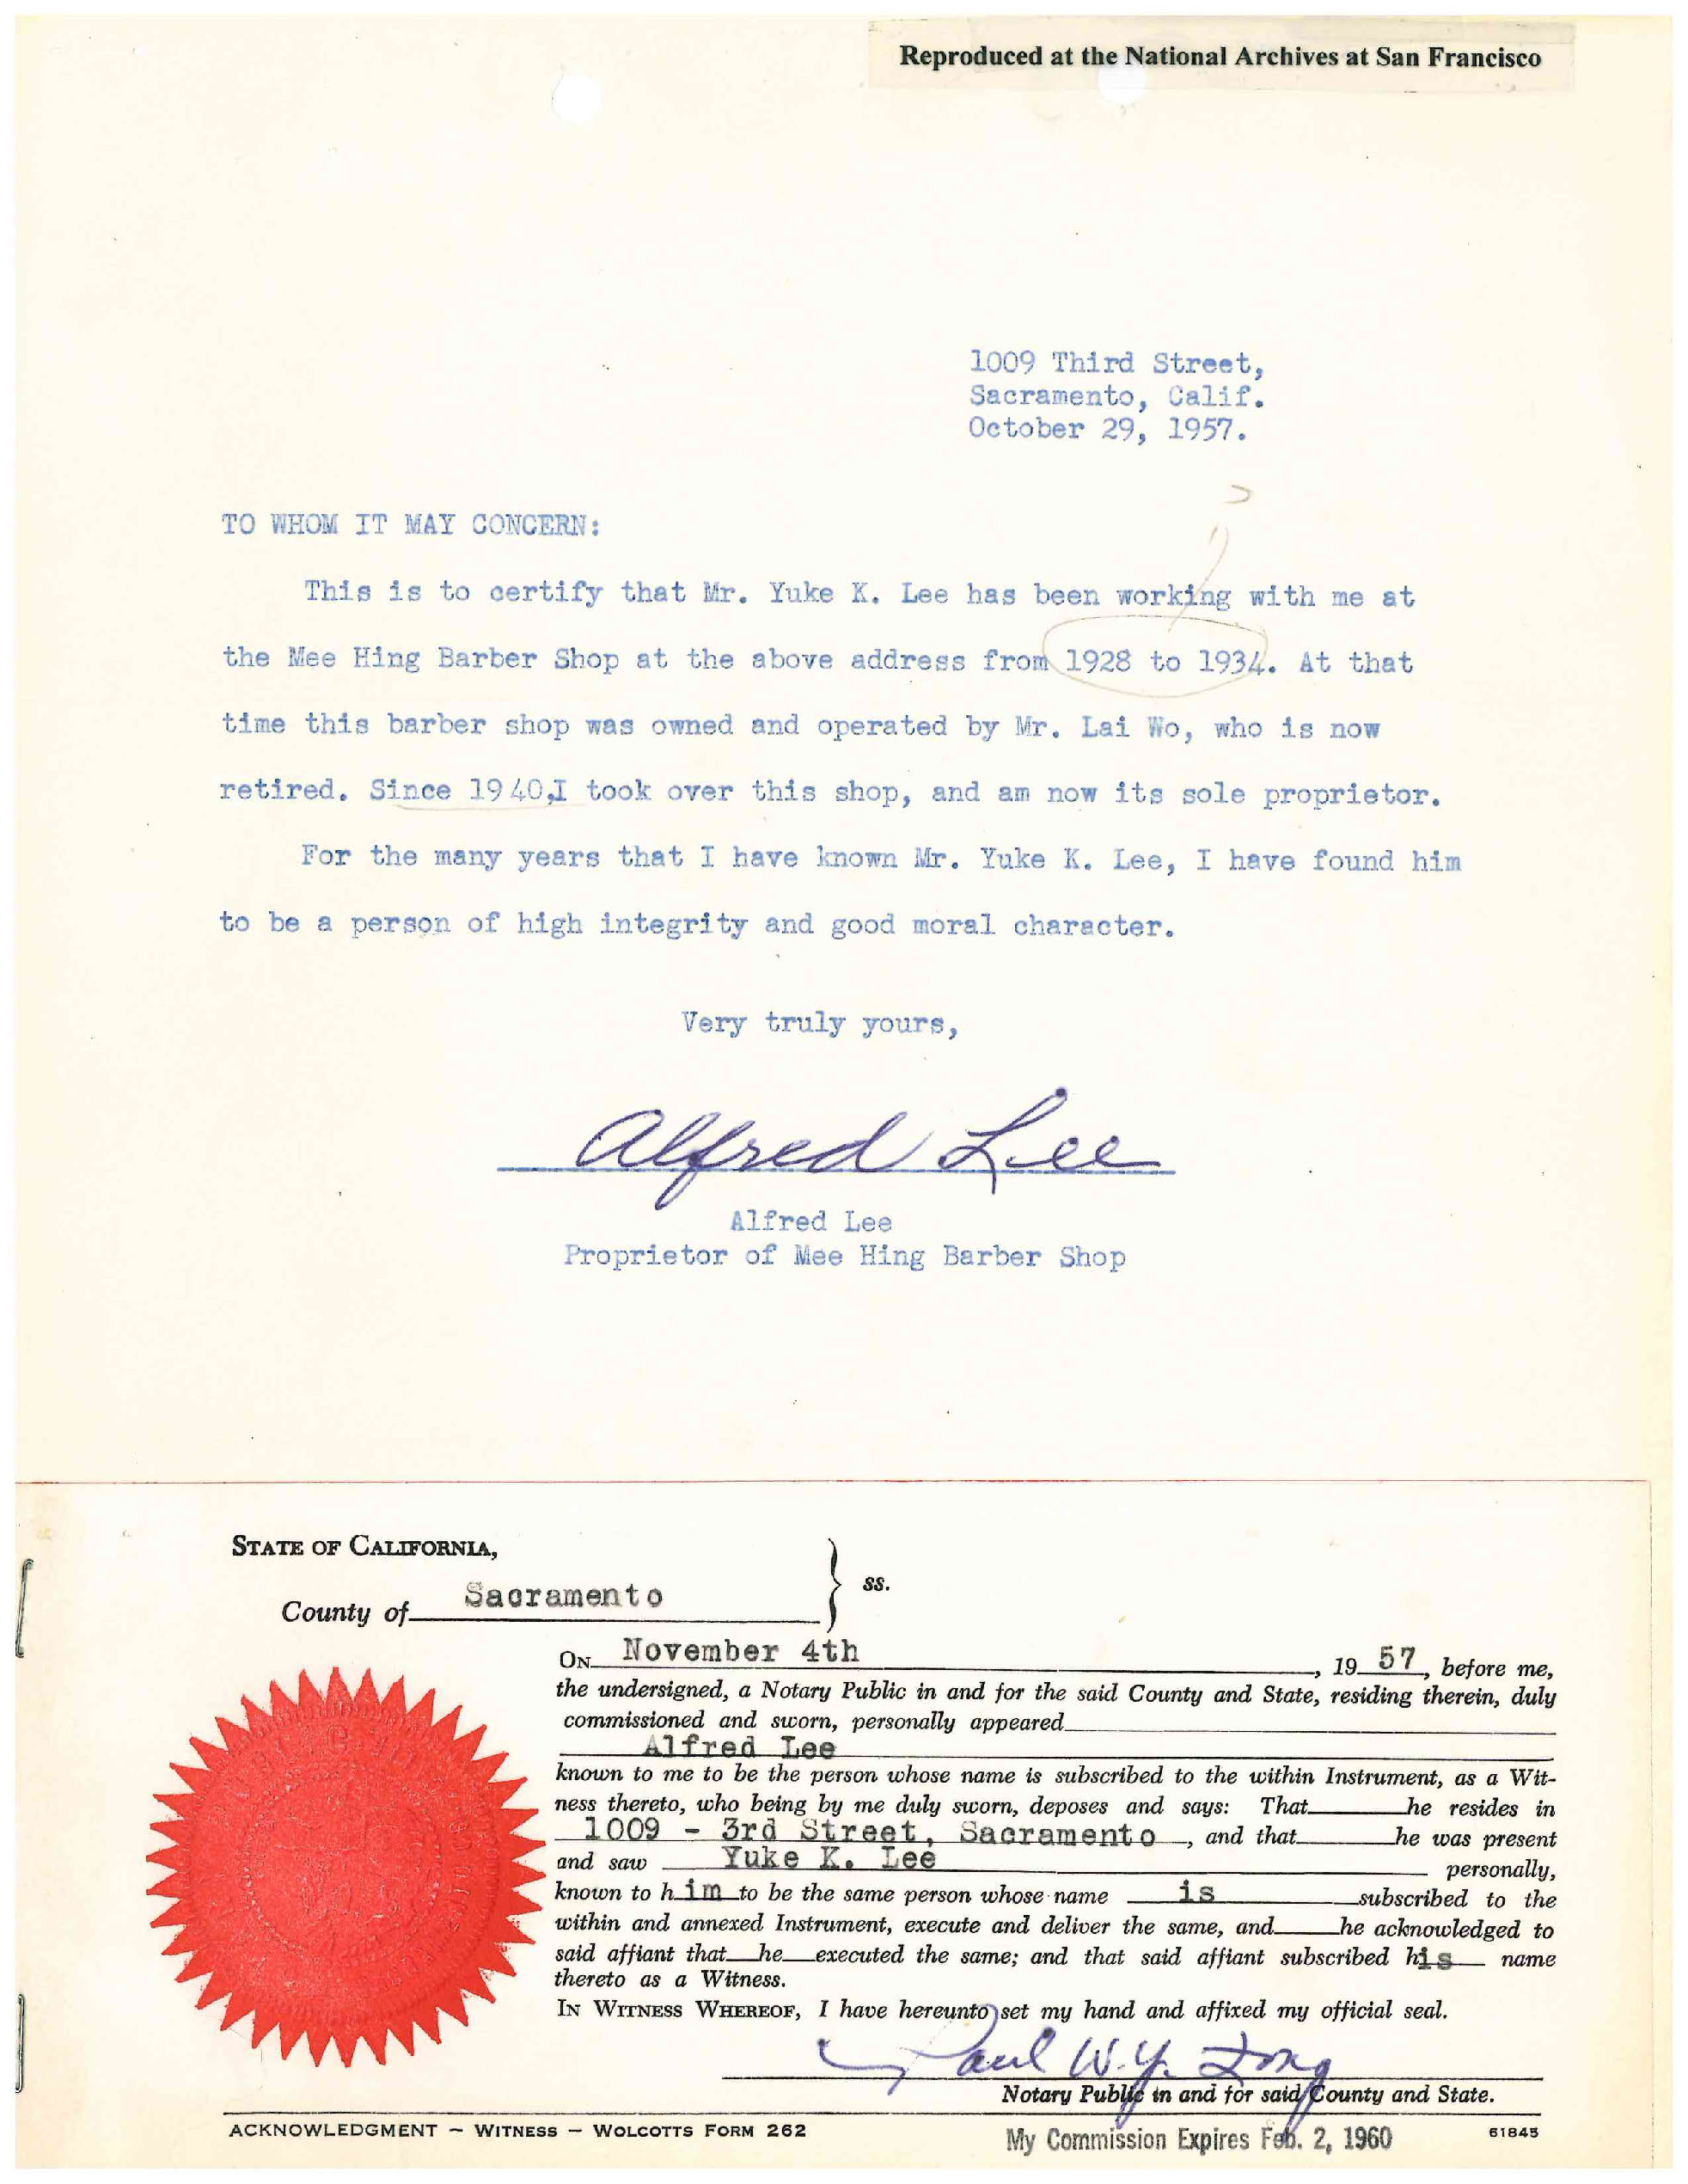 Reproduced at the National Archives at San Francisco
1009 Third Street,
Sacramento, Calif.
October 29, 1957.
TO WHOM IT MAY CONCERN:
This is to certify that Mr. Yuke K. Lee has been working with me at
the Mee Hing Barber Shop at the above address from 1928 to 1934. At that
time this barber shop was owned and operated by Mr. Lai Wo, who is now
retired. Since 1940,I took over this shop, and am now its sole proprietor.
For the many years that I have known Mr. Yuke K. Lee, I have found him
to be a person of high integrity and good moral character.
Very truly yours,
Alfred Lee
Alfred Lee
Proprietor of Mee Hing Barber Shop
STATE OF CALIFORNIA,
County of Sacramento } ss.
ON November 4th, 19 57, before me,
the undersigned, a Notary Public in and for the said County and State, residing therein, duly
commissioned and sworn, personally appeared
Alfred Lee
known to me to be the person whose name is subscribed to the within Instrument, as a Wit-
ness thereto, who being by me duly sworn, deposes and says: That he resides in
1009 - 3rd Street, Sacramento, and that he was present
and saw Yuke K. Lee personally,
known to him to be the same person whose name is subscribed to the
within and annexed Instrument, execute and deliver the same, and he acknowledged to
said affiant that he executed the same; and that said affiant subscribed his name
thereto as a Witness.
IN WITNESS WHEREOF, I have hereunto set my hand and affixed my official seal.
Paul W. Y. Fong
Notary Public in and for said County and State.
ACKNOWLEDGMENT - WITNESS - WOLCOTTS FORM 262
My Commission Expires Feb. 2, 1960
61845